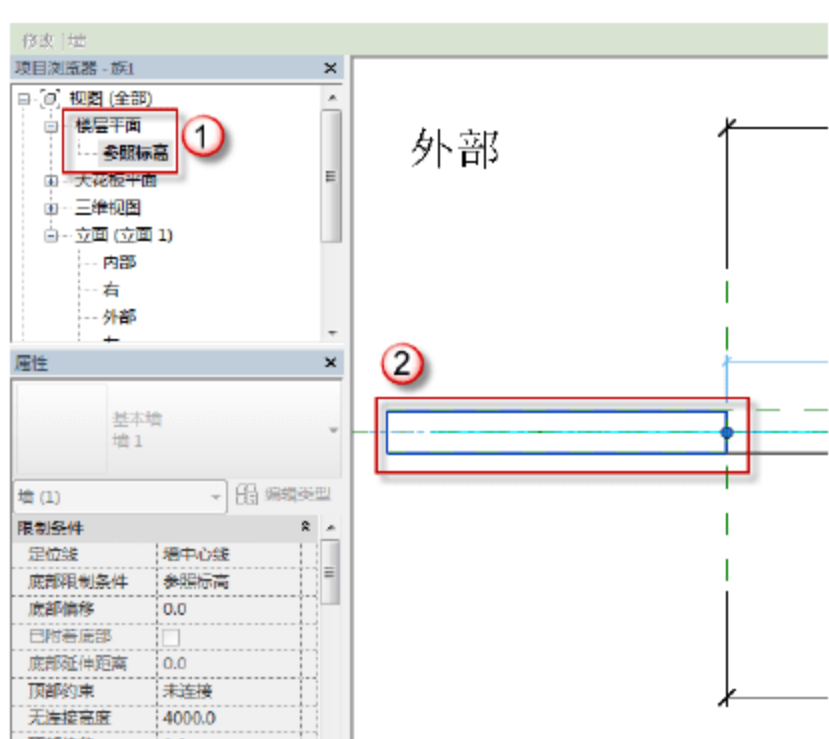 修改 | 墙
项目浏览器 - 族1
视图 (全部)
楼层平面
参照标高
1
天花板平面
三维视图
立面 (立面 1)
内部
右
外部
外部
属性
2
基本墙
墙 1
墙 (1)
编辑类型
限制条件
定位线 墙中心线
底部限制条件 参照标高
底部偏移 0.0
已附着底部
底部延伸距离 0.0
顶部约束 未连接
无连接高度 4000.0